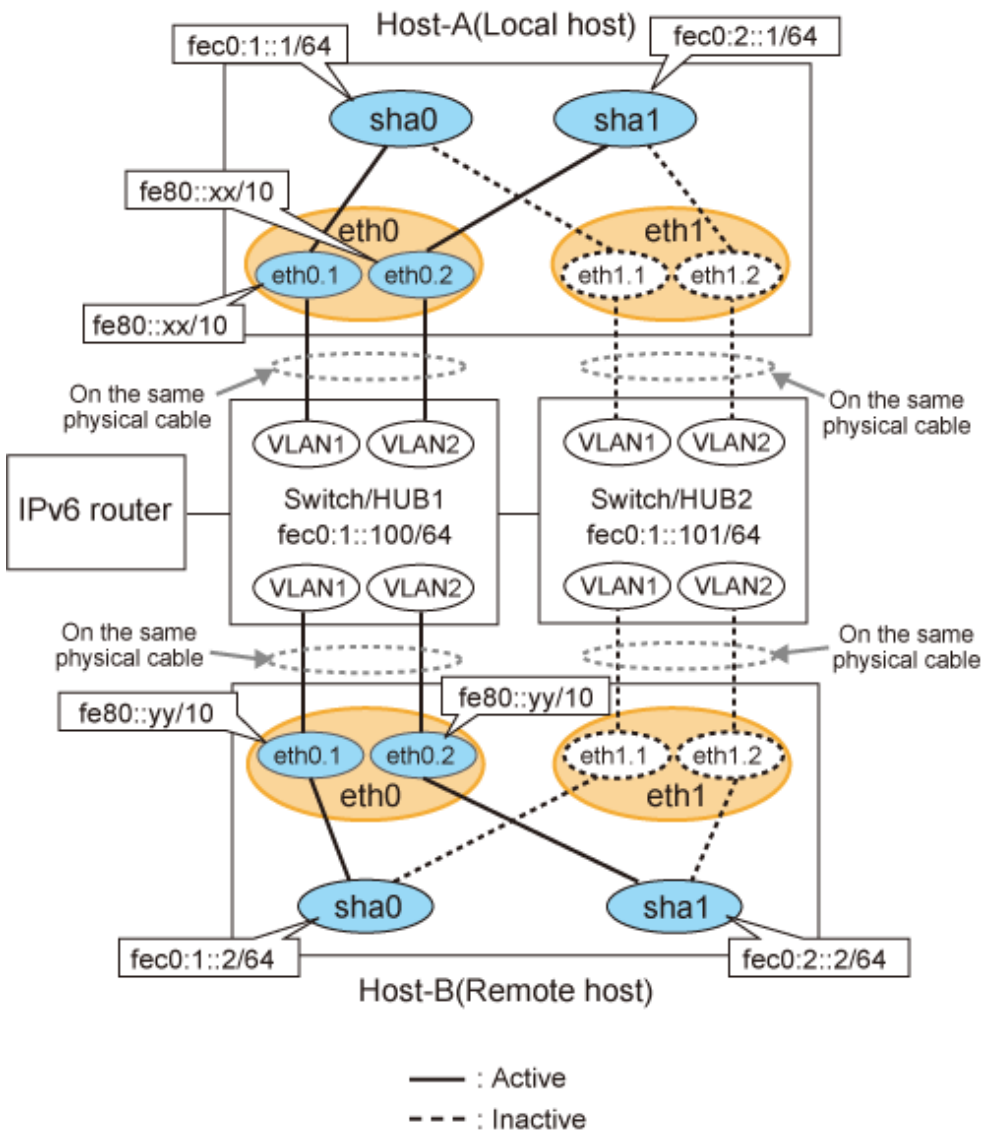 Host-A(Local host)
fec0:1::1/64
fec0:2::1/64
sha0
sha1
fe80::xx/10
eth0
eth1
eth0.1
eth0.2
eth1.1
eth1.2
fe80::xx/10
On the same
physical cable
On the same
physical cable
VLAN1
VLAN2
VLAN1
VLAN2
IPv6 router
Switch/HUB1
fec0:1::100/64
Switch/HUB2
fec0:1::101/64
VLAN1
VLAN2
VLAN1
VLAN2
On the same
physical cable
On the same
physical cable
fe80::yy/10
fe80::yy/10
eth0.1
eth0.2
eth1.1
eth1.2
eth0
eth1
sha0
sha1
fec0:1::2/64
fec0:2::2/64
Host-B(Remote host)
: Active
: Inactive